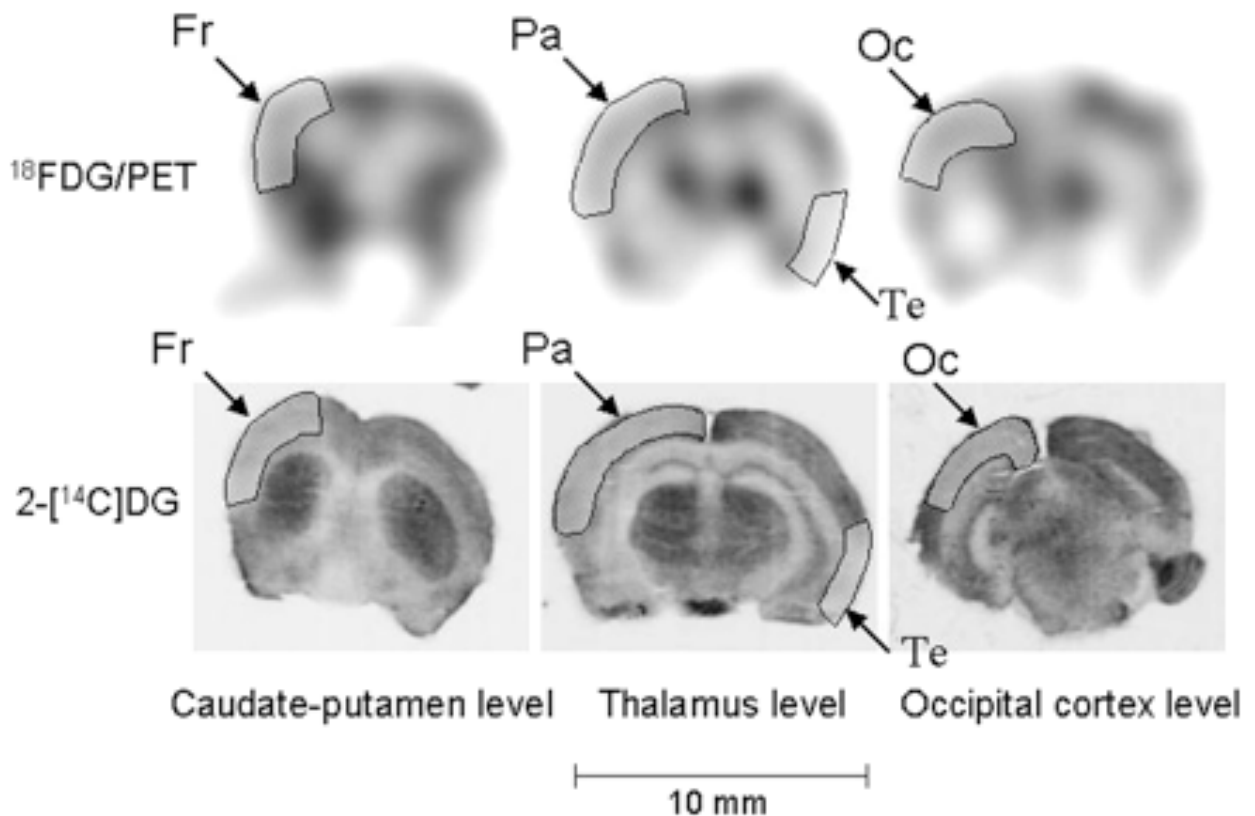 Fr
Pa
Oc
¹⁸FDG/PET
Te
Fr
Pa
Oc
2-[¹⁴C]DG
Te
Caudate-putamen level
Thalamus level
Occipital cortex level
10 mm